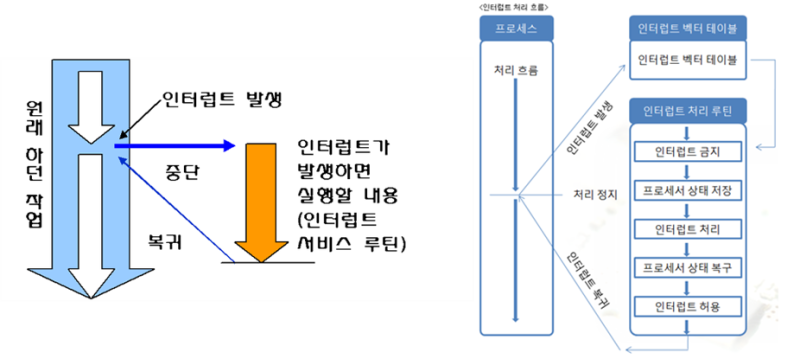 원래 하던 작업
인터럽트 발생
중단
복귀
인터럽트가
발생하면
실행할 내용
(인터럽트
서비스 루틴)
<인터럽트 처리 흐름>
프로세스
처리 흐름
인터럽트 발생
처리 정지
인터럽트 복귀
인터럽트 벡터 테이블
인터럽트 벡터 테이블
인터럽트 처리 루틴
인터럽트 금지
프로세서 상태 저장
인터럽트 처리
프로세서 상태 복구
인터럽트 허용